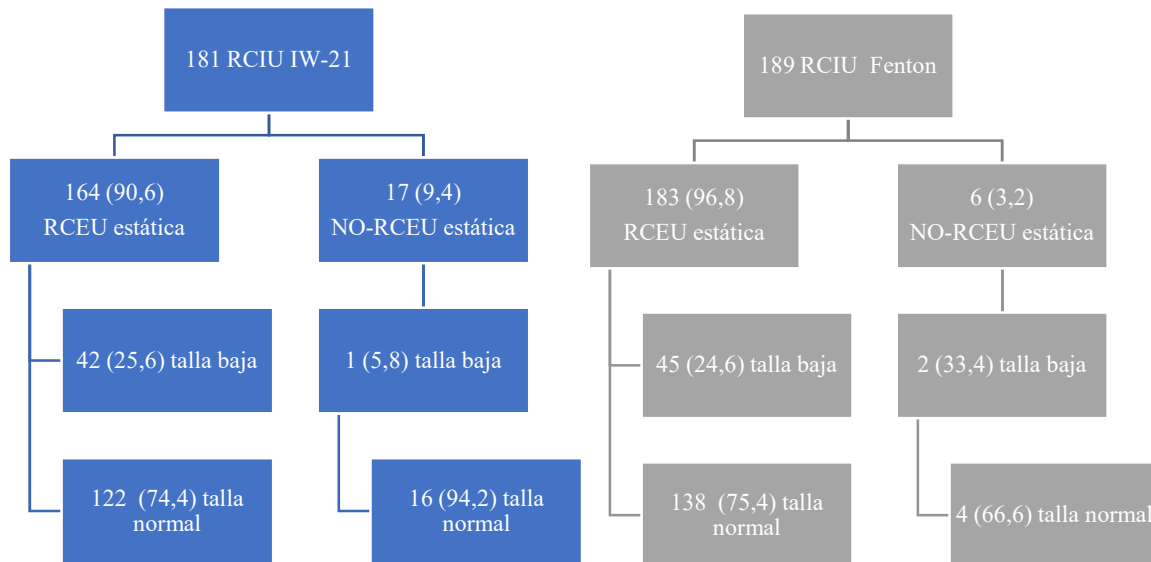 181 RCIU IW-21
164 (90,6)
RCEU estática
17 (9,4)
NO-RCEU estática
42 (25,6) talla baja
1 (5,8) talla baja
122 (74,4) talla
normal
16 (94,2) talla
normal
189 RCIU Fenton
183 (96,8)
RCEU estática
6 (3,2)
NO-RCEU estática
45 (24,6) talla baja
2 (33,4) talla baja
138 (75,4) talla
normal
4 (66,6) talla normal